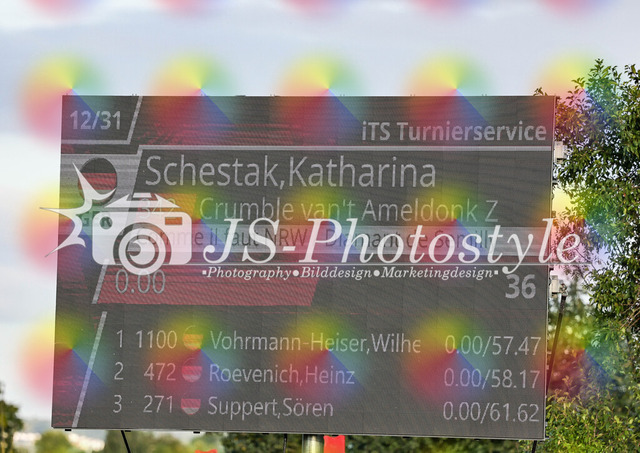 12/31
iTS Turnierservice
Schestak,Katharina
Crumble van't Ameldonk Z
JS-Photostyle
•Photography•Bilddesign•Marketingdesign•
0.00
36
1 1100 Vohrmann-Heiser,Wilhe 0.00/57.47
2 472 Roevenich,Heinz 0.00/58.17
3 271 Suppert,Sören 0.00/61.62